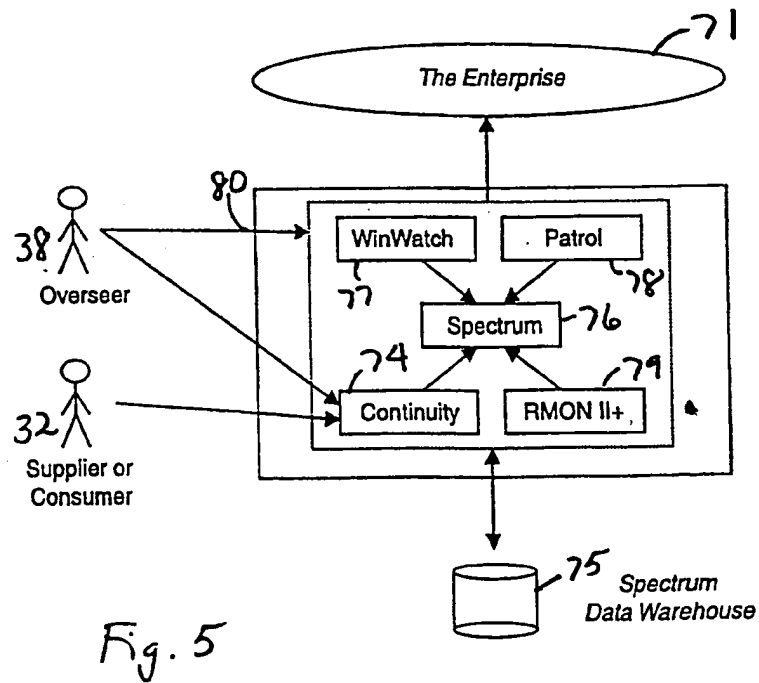 71
The Enterprise
80
38
Overseer
WinWatch
77
Patrol
78
Spectrum
76
74
Continuity
79
RMON II+
32
Supplier or
Consumer
75
Spectrum
Data Warehouse
Fig. 5